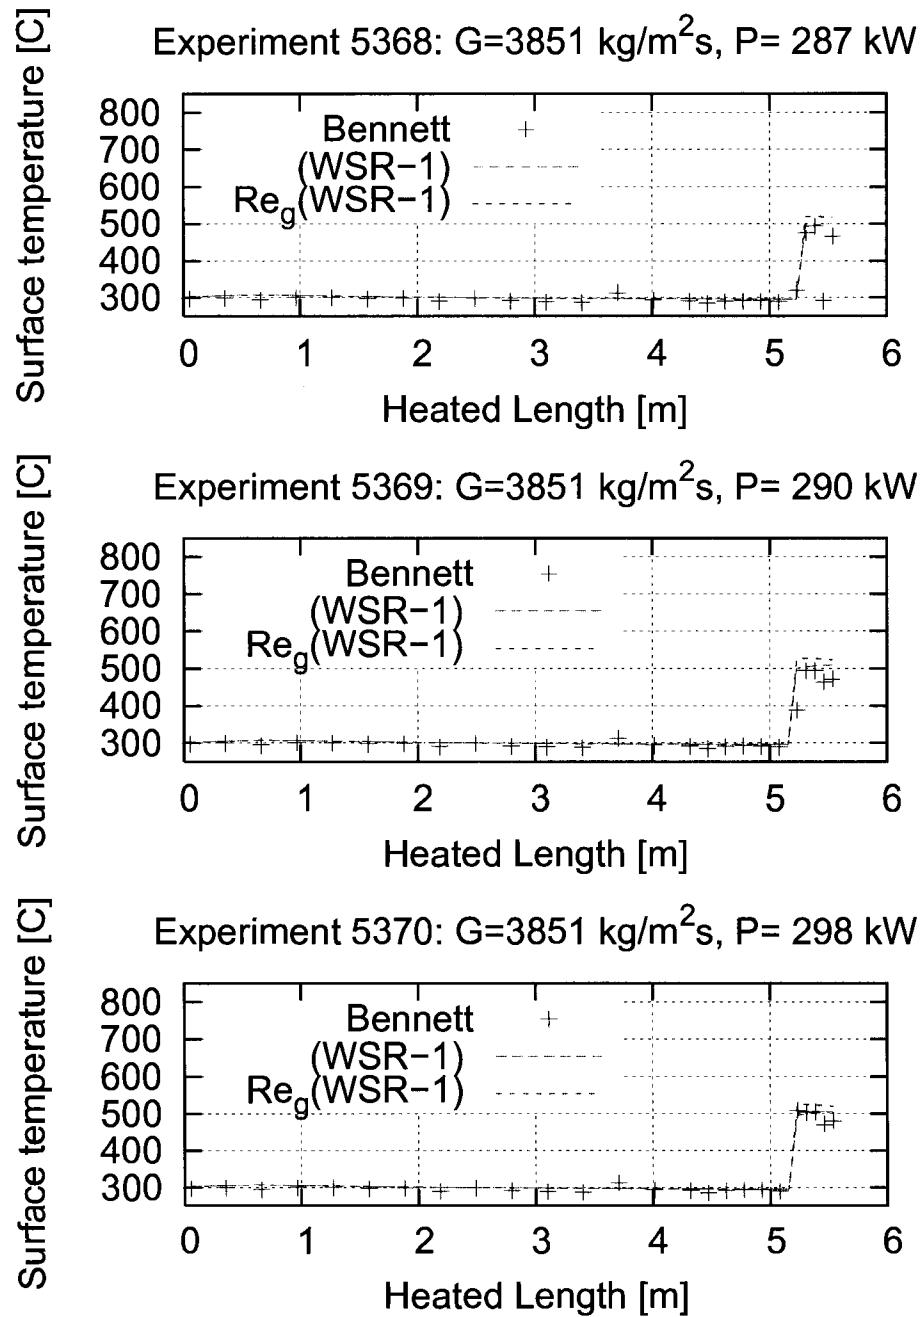 Experiment 5368: G=3851 kg/m²s, P= 287 kW
Surface temperature [C]
800
700
600
500
400
300
Bennett
(WSR−1)
Re_g(WSR−1)
0 1 2 3 4 5 6
Heated Length [m]
Experiment 5369: G=3851 kg/m²s, P= 290 kW
Surface temperature [C]
800
700
600
500
400
300
Bennett
(WSR−1)
Re_g(WSR−1)
0 1 2 3 4 5 6
Heated Length [m]
Experiment 5370: G=3851 kg/m²s, P= 298 kW
Surface temperature [C]
800
700
600
500
400
300
Bennett
(WSR−1)
Re_g(WSR−1)
0 1 2 3 4 5 6
Heated Length [m]